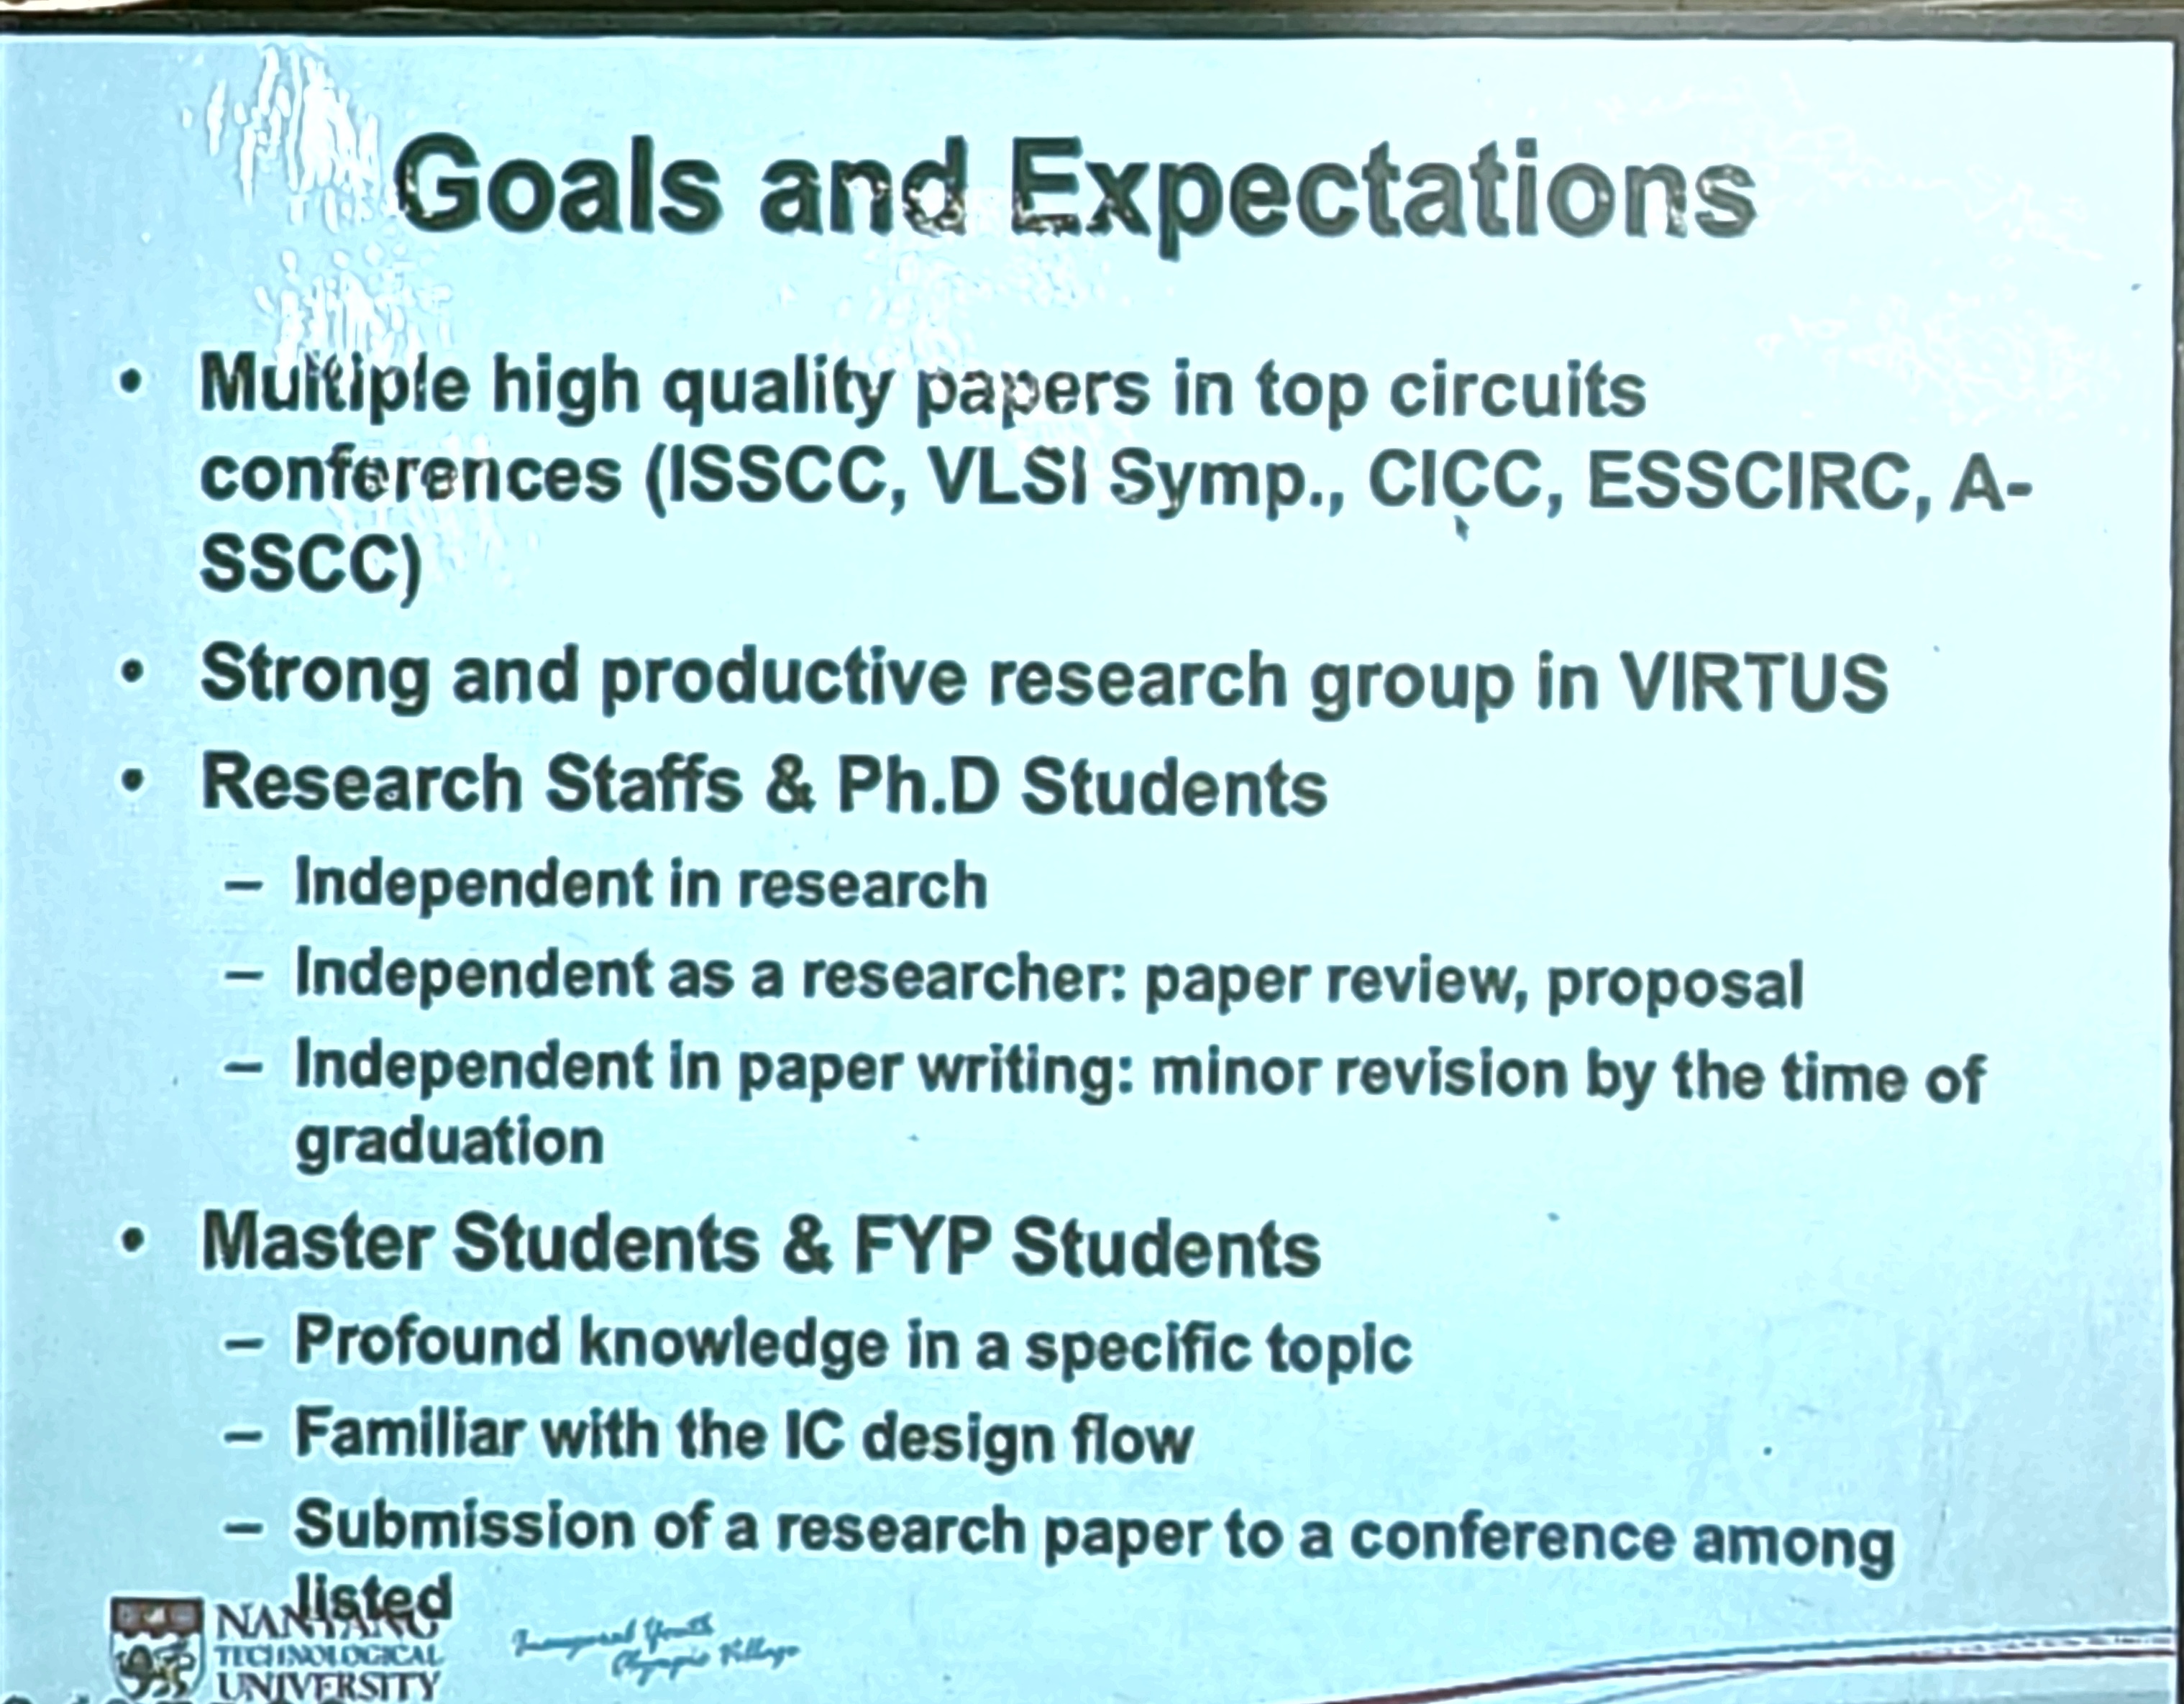 Goals and Expectations
• Multiple high quality papers in top circuits
conferences (ISSCC, VLSI Symp., CICC, ESSCIRC, A-
SSCC)
• Strong and productive research group in VIRTUS
• Research Staffs & Ph.D Students
– Independent in research
– Independent as a researcher: paper review, proposal
– Independent in paper writing: minor revision by the time of
graduation
• Master Students & FYP Students
– Profound knowledge in a specific topic
– Familiar with the IC design flow
– Submission of a research paper to a conference among
listed
NANYANG
TECHNOLOGICAL
UNIVERSITY
Inaugural Youth
Olympic Village